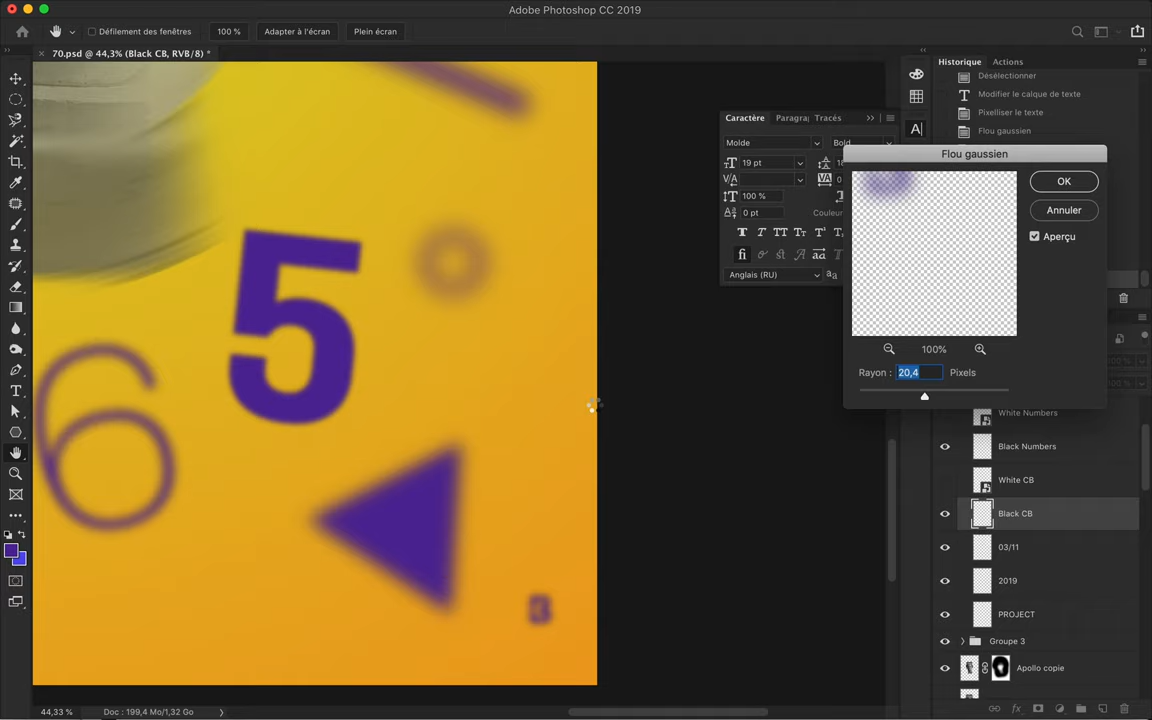 Adobe Photoshop CC 2019
Défilement des fenêtres
100 %
Adapter à l'écran
Plein écran
70.psd @ 44,3% (Black CB, RVB/8) *
Historique
Actions
Désélectionner
Modifier le calque de texte
Pixelliser le texte
Flou gaussien
Caractère
Paragra
Tracés
Molde
Bold
19 pt
0
100 %
0 pt
Couleur
Anglais (RU)
Flou gaussien
OK
Annuler
Aperçu
100%
Rayon : 20,4 Pixels
5
6
3
White Numbers
Black Numbers
White CB
Black CB
03/11
2019
PROJECT
Groupe 3
Apollo copie
44,33 %
Doc : 199,4 Mo/1,32 Go